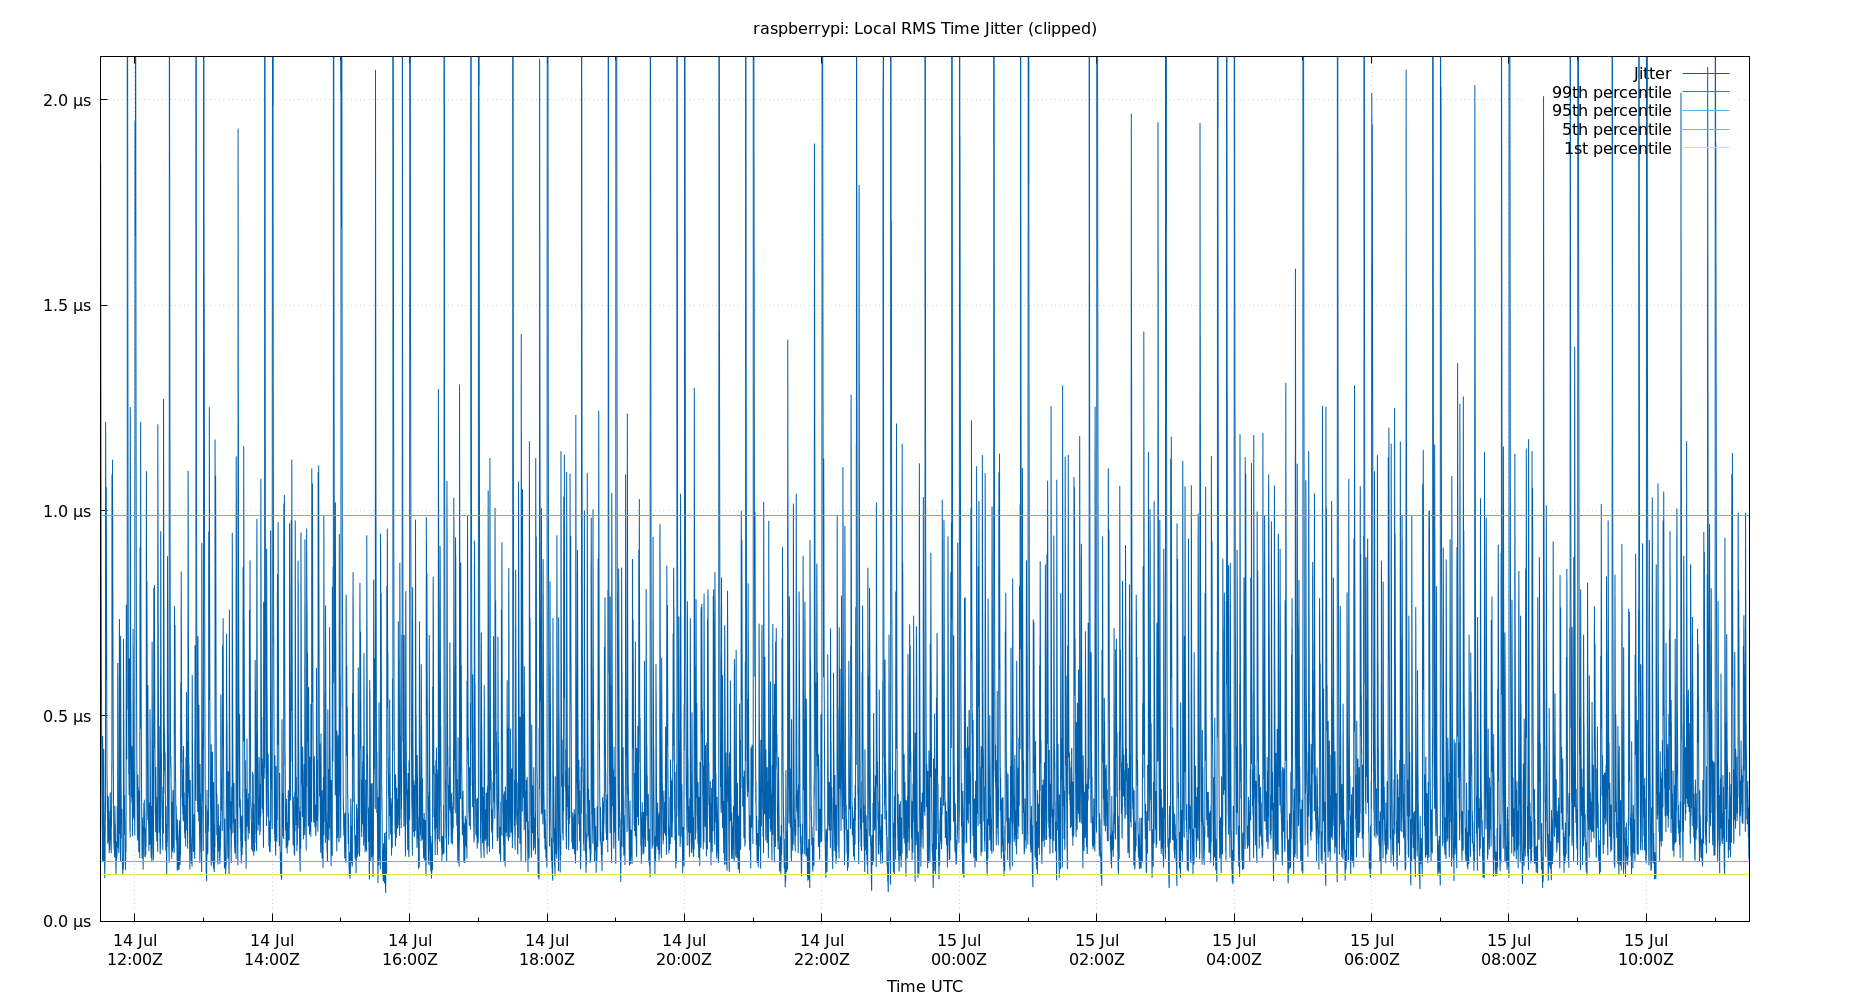 raspberrypi: Local RMS Time Jitter (clipped)
2.0 µs
1.5 µs
1.0 µs
0.5 µs
0.0 µs
Jitter
99th percentile
95th percentile
5th percentile
1st percentile
14 Jul
12:00Z
14 Jul
14:00Z
14 Jul
16:00Z
14 Jul
18:00Z
14 Jul
20:00Z
14 Jul
22:00Z
15 Jul
00:00Z
15 Jul
02:00Z
15 Jul
04:00Z
15 Jul
06:00Z
15 Jul
08:00Z
15 Jul
10:00Z
Time UTC